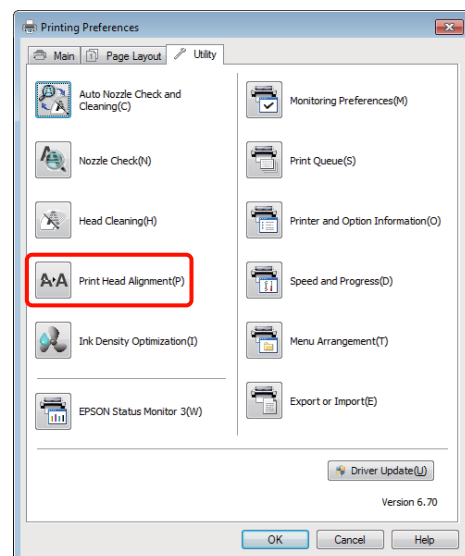 Printing Preferences
Main
Page Layout
Utility
Auto Nozzle Check and
Cleaning(C)
Monitoring Preferences(M)
Nozzle Check(N)
Print Queue(S)
Head Cleaning(H)
Printer and Option Information(O)
A A Print Head Alignment(P)
Speed and Progress(D)
Ink Density Optimization(I)
Menu Arrangement(T)
EPSON Status Monitor 3(W)
Export or Import(E)
Driver Update(U)
Version 6.70
OK
Cancel
Help